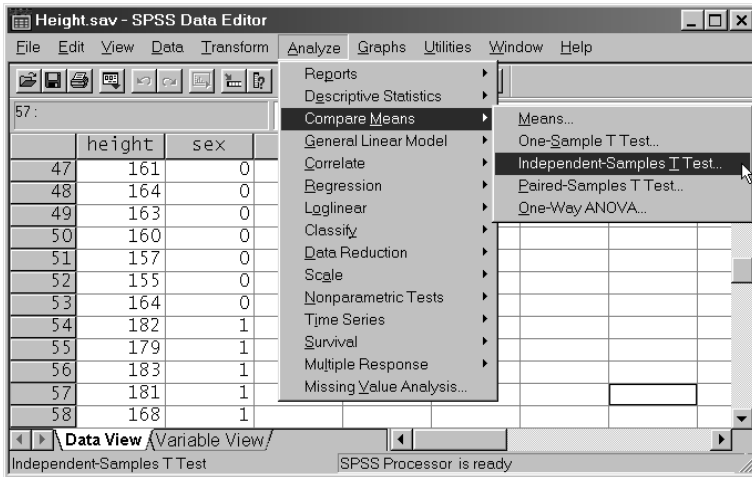 Height.sav - SPSS Data Editor
File Edit View Data Transform Analyze Graphs Utilities Window Help
57 :
Reports
Descriptive Statistics
Compare Means
General Linear Model
Correlate
Regression
Loglinear
Classify
Data Reduction
Scale
Nonparametric Tests
Time Series
Survival
Multiple Response
Missing Value Analysis...
Means...
One-Sample T Test...
Independent-Samples T Test...
Paired-Samples T Test...
One-Way ANOVA...
height sex
47 161 0
48 164 0
49 163 0
50 160 0
51 157 0
52 155 0
53 164 0
54 182 1
55 179 1
56 183 1
57 181 1
58 168 1
Data View Variable View
Independent-Samples T Test SPSS Processor is ready